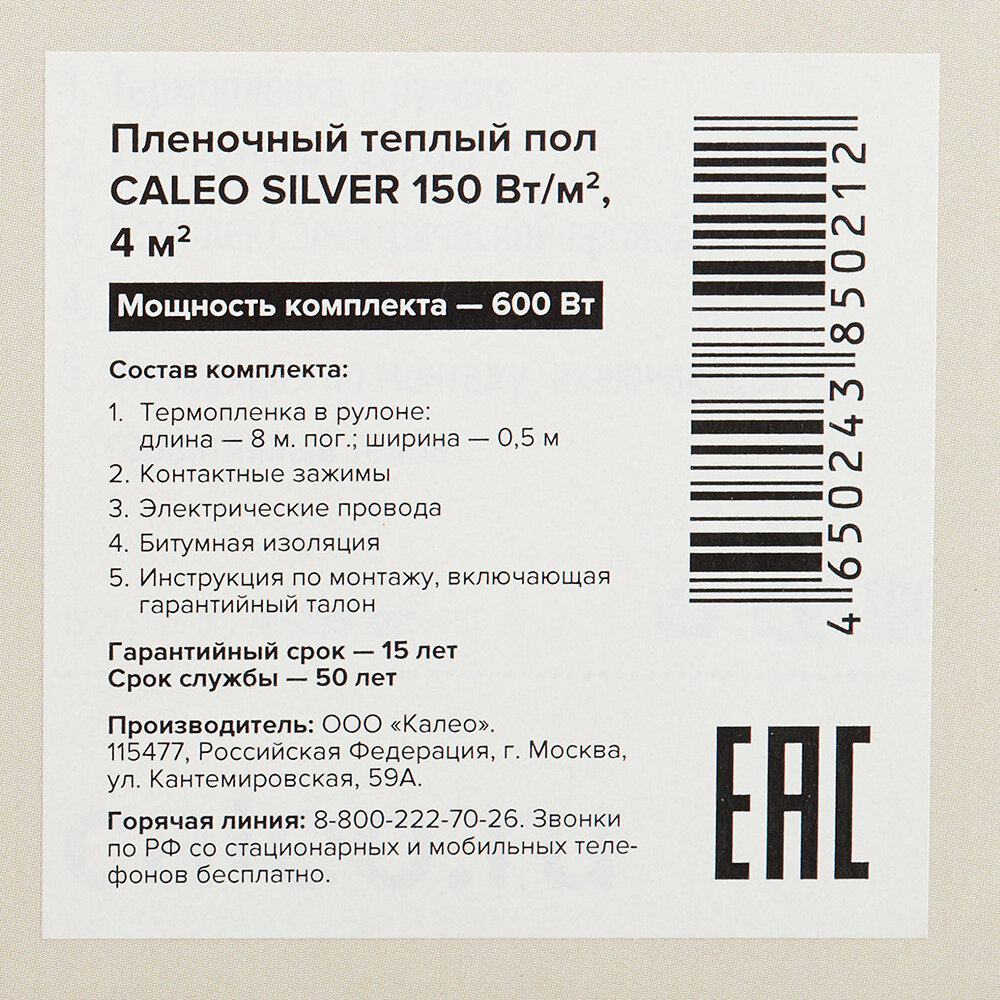 Пленочный теплый пол
CALEO SILVER 150 Вт/м²,
4 м²
Мощность комплекта — 600 Вт
Состав комплекта:
1. Термопленка в рулоне:
длина — 8 м. пог.; ширина — 0,5 м
2. Контактные зажимы
3. Электрические провода
4. Битумная изоляция
5. Инструкция по монтажу, включающая
гарантийный талон
Гарантийный срок — 15 лет
Срок службы — 50 лет
Производитель: ООО «Калео».
115477, Российская Федерация, г. Москва,
ул. Кантемировская, 59А.
Горячая линия: 8-800-222-70-26. Звонки
по РФ со стационарных и мобильных теле-
фонов бесплатно.
4 650243 850212
EAC